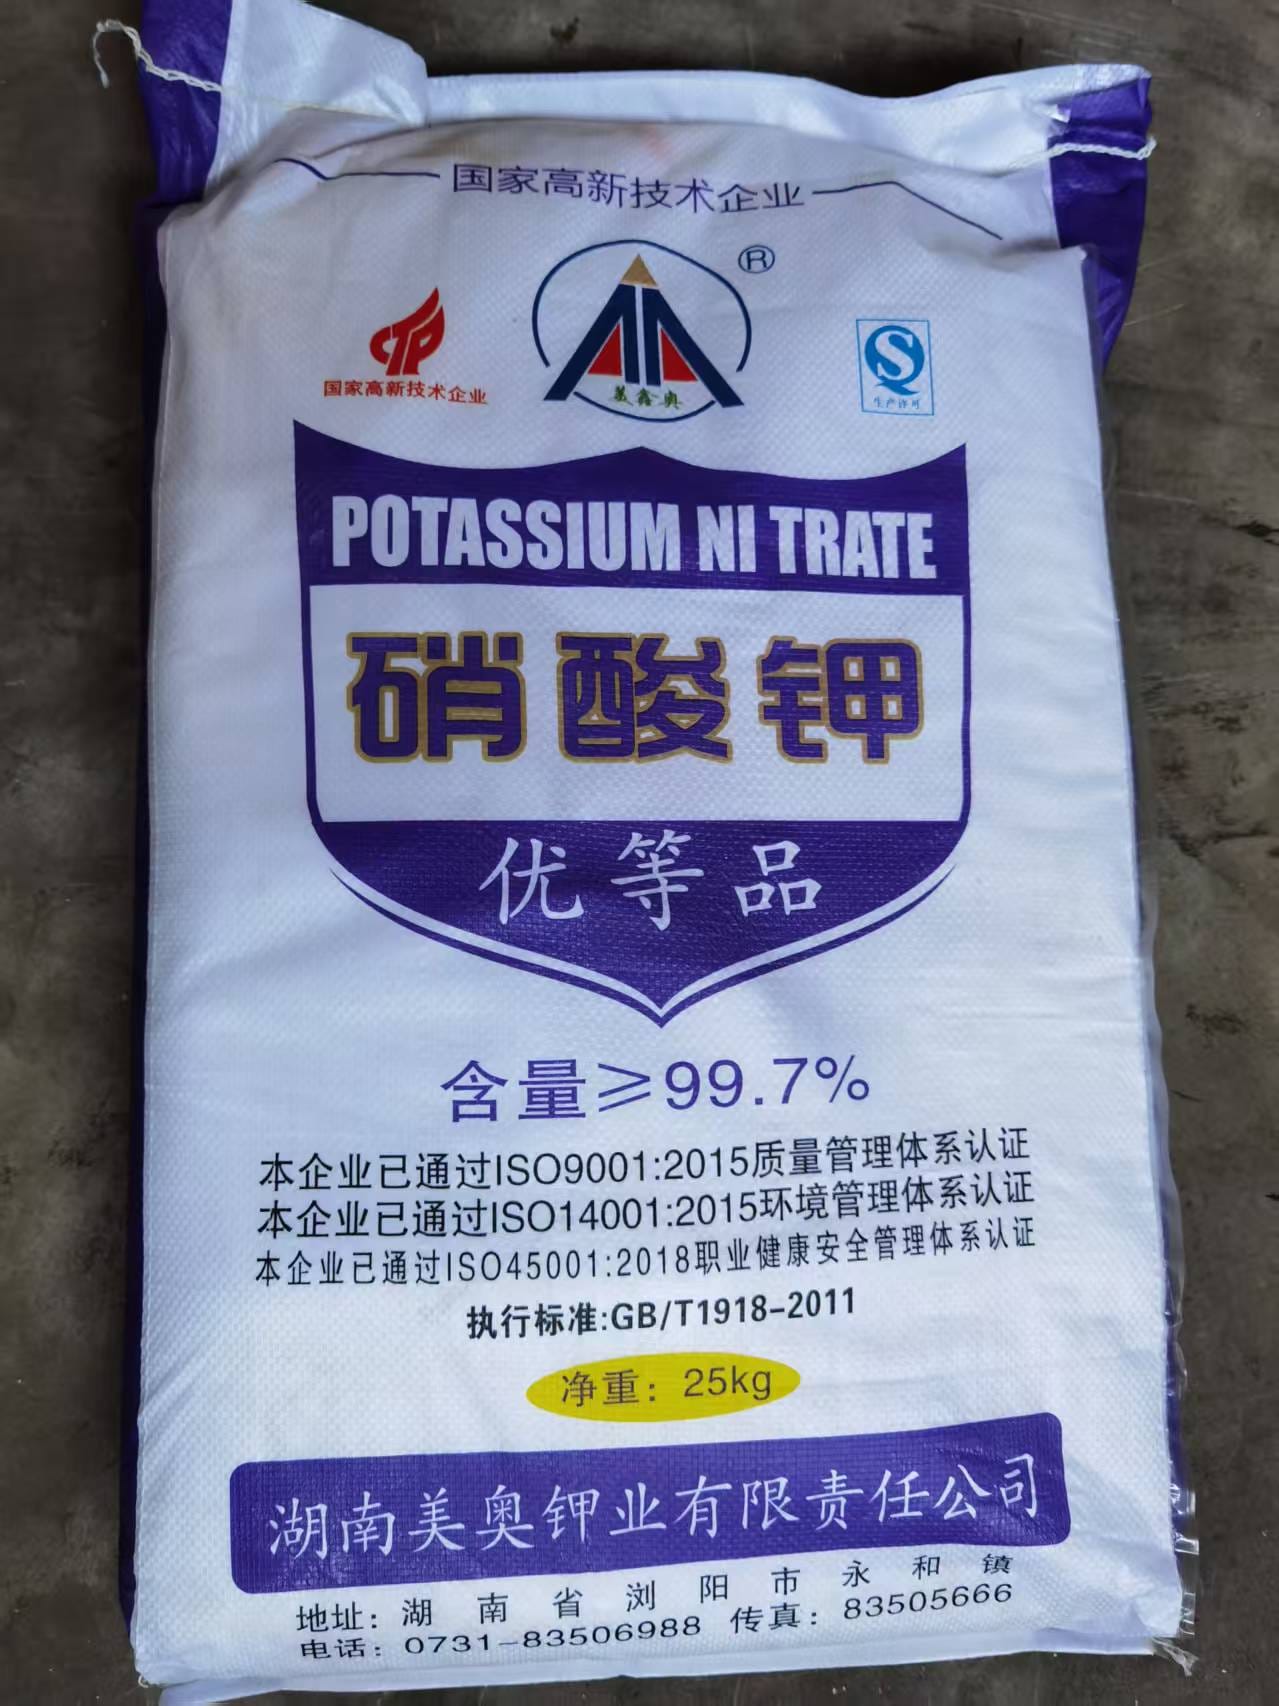 国家高新技术企业
®
CTP
国家高新技术企业
美鑫奥
S
生产许可
POTASSIUM NI TRATE
硝酸钾
优等品
含量≥99.7%
本企业已通过ISO9001:2015质量管理体系认证
本企业已通过ISO14001:2015环境管理体系认证
本企业已通过ISO45001:2018职业健康安全管理体系认证
执行标准:GB/T1918-2011
净重：25kg
湖南美奥钾业有限责任公司
地址：湖南省浏阳市永和镇
电话：0731-83506988 传真：83505666